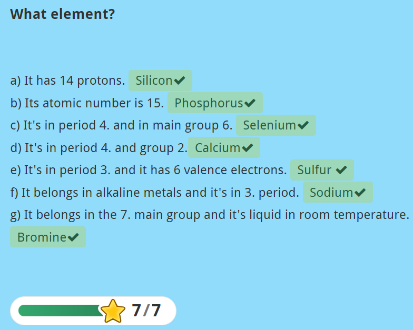 What element?
a) It has 14 protons. Silicon✔
b) Its atomic number is 15. Phosphorus✔
c) It's in period 4. and in main group 6. Selenium✔
d) It's in period 4. and group 2. Calcium✔
e) It's in period 3. and it has 6 valence electrons. Sulfur ✔
f) It belongs in alkaline metals and it's in 3. period. Sodium✔
g) It belongs in the 7. main group and it's liquid in room temperature.
Bromine✔
7/7